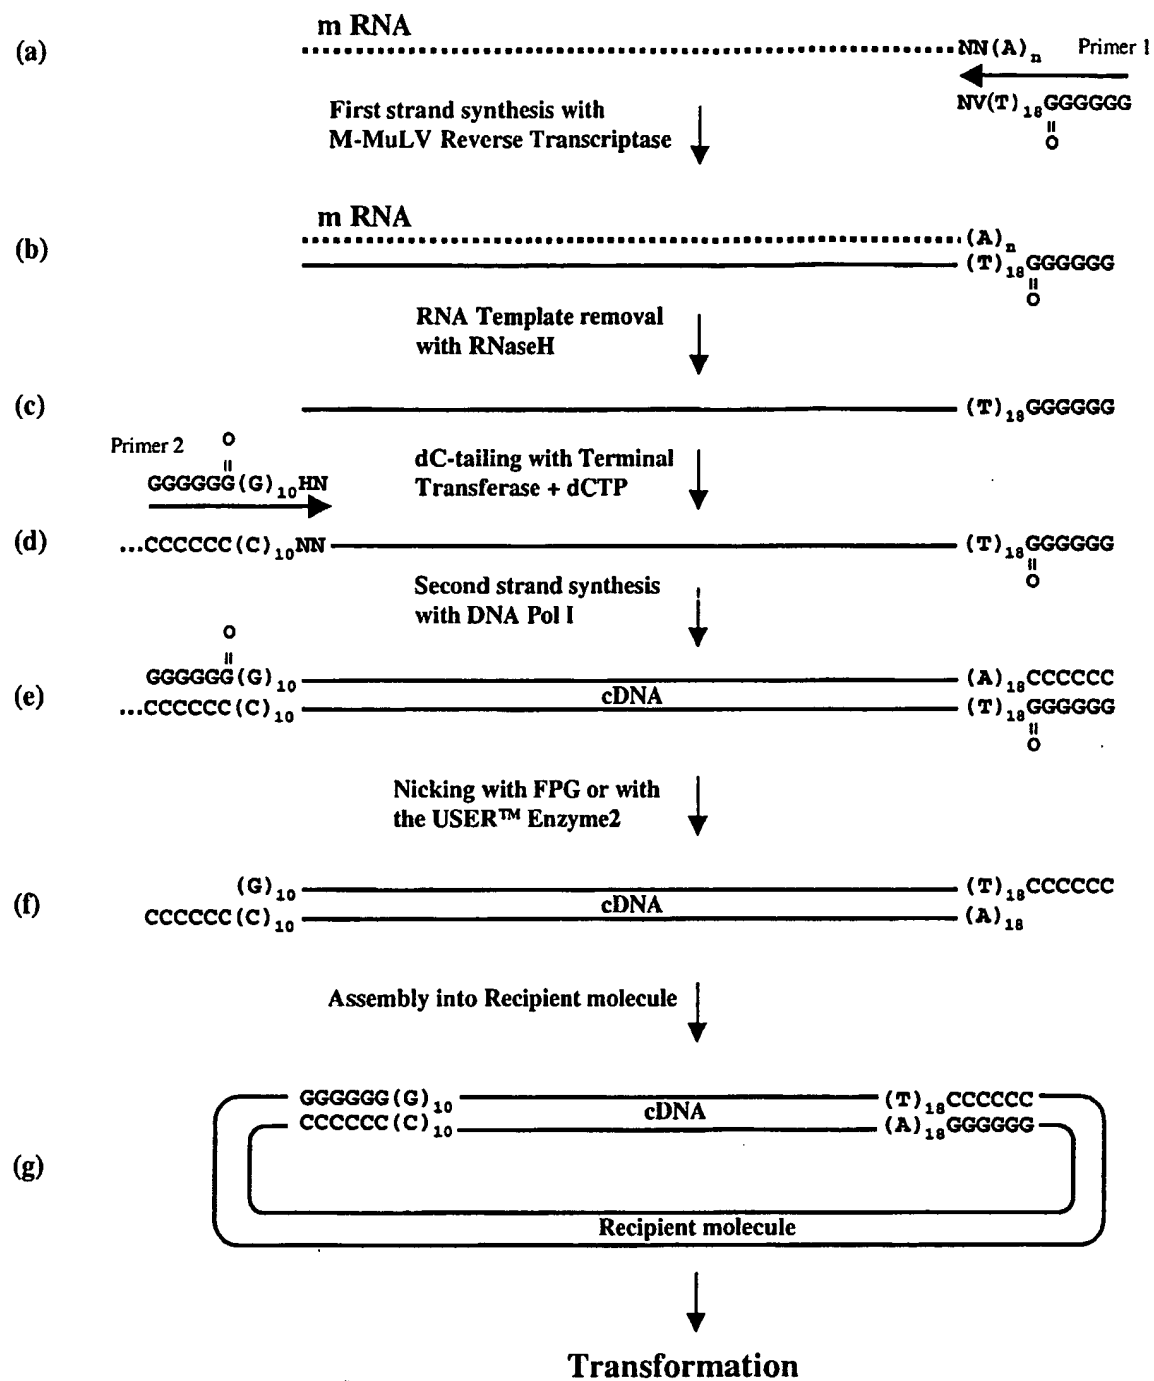 m RNA
(a)
NN(A)n Primer 1
First strand synthesis with
M-MuLV Reverse Transcriptase
NV(T)18GGGGGG
O
m RNA
(b)
(A)n
(T)18GGGGGG
O
RNA Template removal
with RNaseH
(c)
(T)18GGGGGG
Primer 2
O
GGGGGG(G)10HN
dC-tailing with Terminal
Transferase + dCTP
(d)
...CCCCCC(C)10NN
(T)18GGGGGG
O
Second strand synthesis
with DNA Pol I
O
(e)
GGGGGG(G)10
(A)18CCCCCC
cDNA
...CCCCCC(C)10
(T)18GGGGGG
O
Nicking with FPG or with
the USER™ Enzyme2
(f)
(G)10
(T)18CCCCCC
cDNA
CCCCCC(C)10
(A)18
Assembly into Recipient molecule
GGGGGG(G)10
(T)18CCCCCC
cDNA
CCCCCC(C)10
(A)18GGGGGG
(g)
Recipient molecule
Transformation